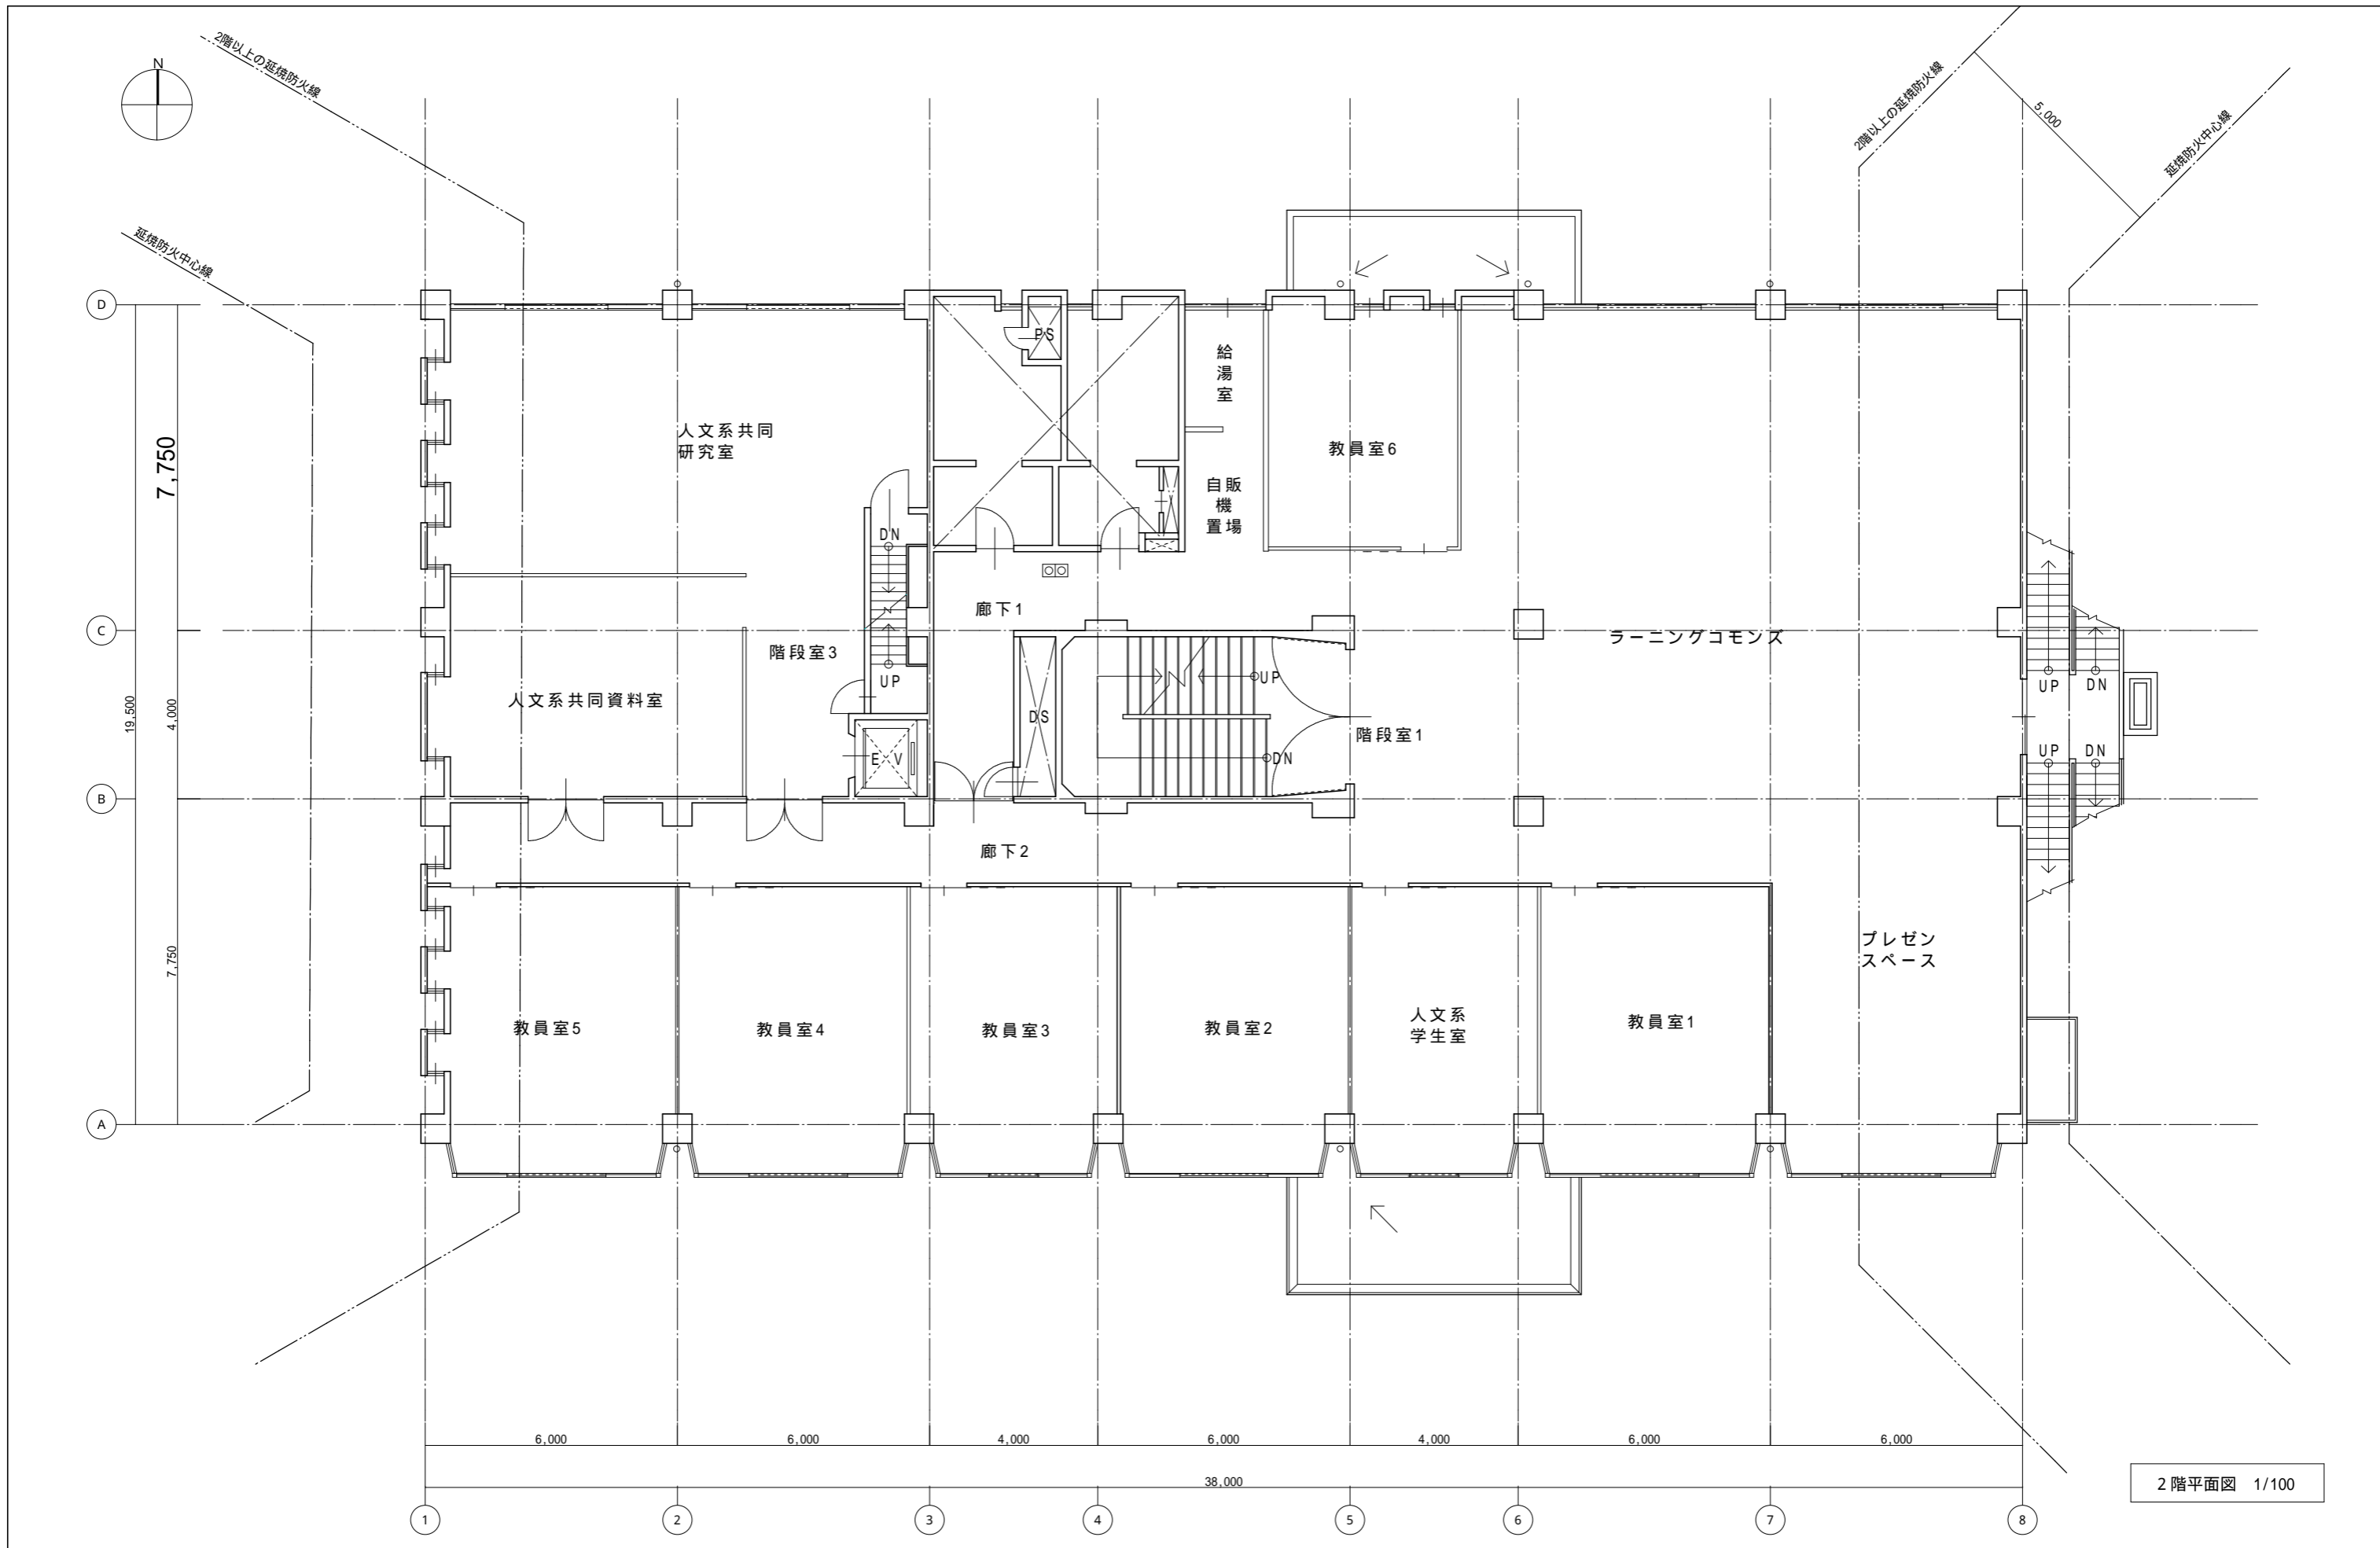 2階以上の延焼防火線
N
2階以上の延焼防火線
5,000
延焼防火中心線
延焼防火中心線
D
PS
給
湯
室
7,750
人文系共同
研究室
教員室6
自販
機
置場
DN
廊下1
C
ラーニングコモンズ
階段室3
UP
UP
UP
DN
人文系共同資料室
19,500
4,000
DS
階段室1
EV
DN
UP
DN
B
廊下2
プレゼン
スペース
7,750
人文系
学生室
教員室5
教員室4
教員室3
教員室2
教員室1
A
6,000
6,000
4,000
6,000
4,000
6,000
6,000
38,000
2階平面図 1/100
1
2
3
4
5
6
7
8